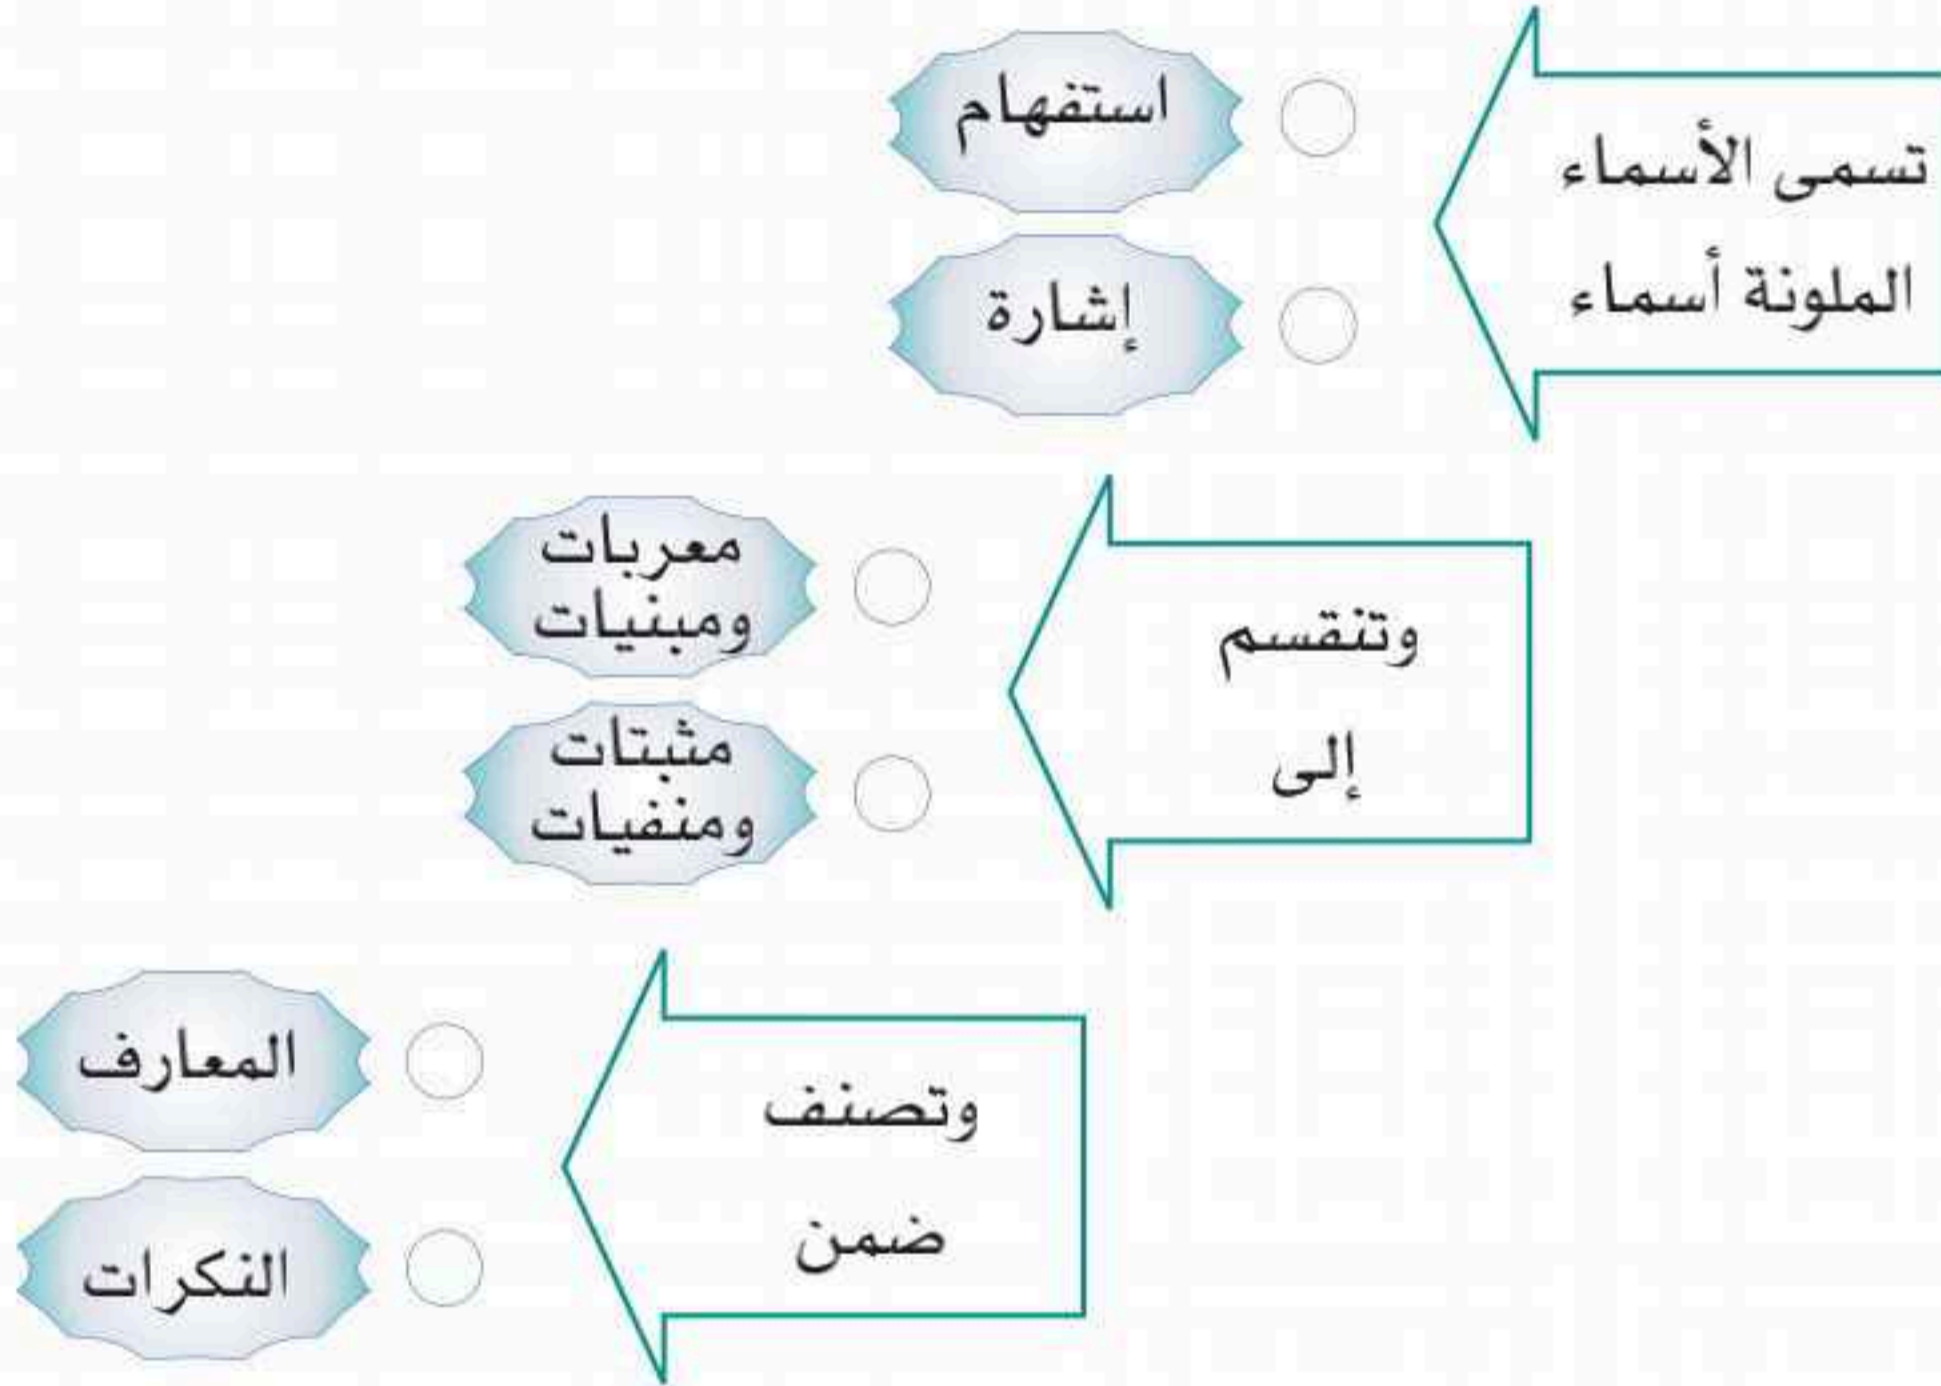 تسمى الأسماء
الملونة أسماء
استفهام
إشارة
وتنقسم
إلى
معربات
ومبنيات
مثبتات
ومنفيات
وتصنف
ضمن
المعارف
النكرات